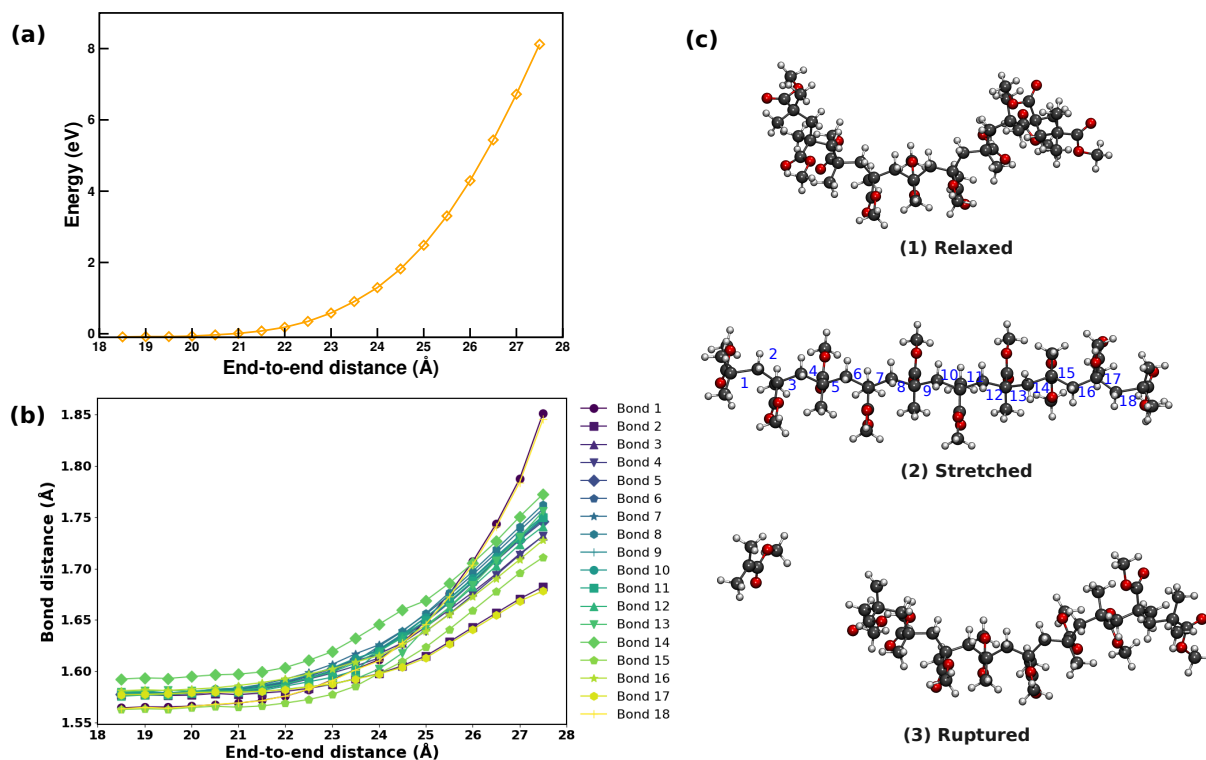 (a)
Energy (eV)
8
6
4
2
0
18 19 20 21 22 23 24 25 26 27 28
End-to-end distance (Å)
(b)
Bond distance (Å)
1.85
1.80
1.75
1.70
1.65
1.60
1.55
18 19 20 21 22 23 24 25 26 27 28
End-to-end distance (Å)
Bond 1
Bond 2
Bond 3
Bond 4
Bond 5
Bond 6
Bond 7
Bond 8
Bond 9
Bond 10
Bond 11
Bond 12
Bond 13
Bond 14
Bond 15
Bond 16
Bond 17
Bond 18
(c)
(1) Relaxed
1 2 3 4 5 6 7 8 9 10 11 12 13 14 15 16 17 18
(2) Stretched
(3) Ruptured